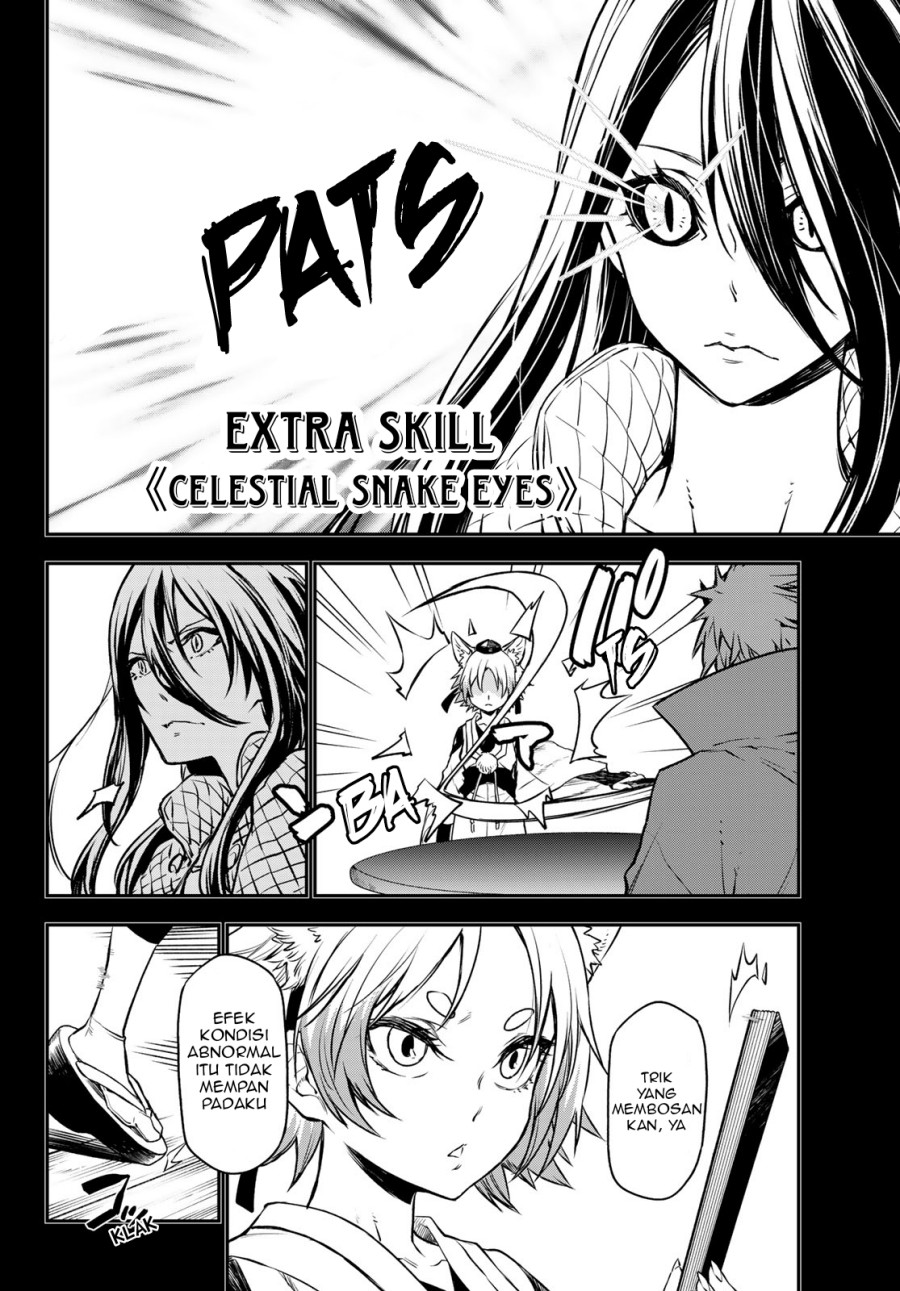 PATS
EXTRA SKILL
《CELESTIAL SNAKE EYES》
TS
BA
TRIK
YANG
MEMBOSAN
KAN, YA
EFEK
KONDISI
ABNORMAL
ITU TIDAK
MEMPAN
PADAKU
KLAK